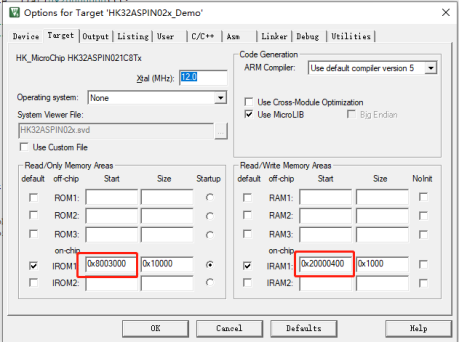 Options for Target 'HK32ASPIN02x_Demo'
Device Target Output Listing User C/C++ Asm Linker Debug Utilities
HK_MicroChip HK32ASPIN021C8Tx
Xtal (MHz): 12.0
Operating system: None
System Viewer File:
HK32ASPIN02x.svd
...
Use Custom File
Code Generation
ARM Compiler: Use default compiler version 5
Use Cross-Module Optimization
Use MicroLIB Big Endian
Read/Only Memory Areas
default off-chip Start Size Startup
ROM1:
ROM2:
ROM3:
on-chip
IROM1: 0x8003000 0x10000
IROM2:
Read/Write Memory Areas
default off-chip Start Size NoInit
RAM1:
RAM2:
RAM3:
on-chip
IRAM1: 0x20000400 0x1000
IRAM2:
OK Cancel Defaults Help